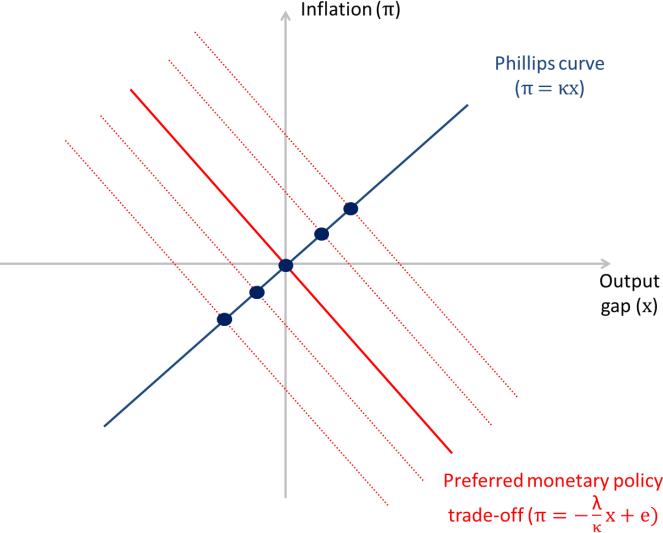 Inflation (π)
Phillips curve
(π = κx)
Output
gap (x)
Preferred monetary policy
trade-off (π = −λ/κ x + e)